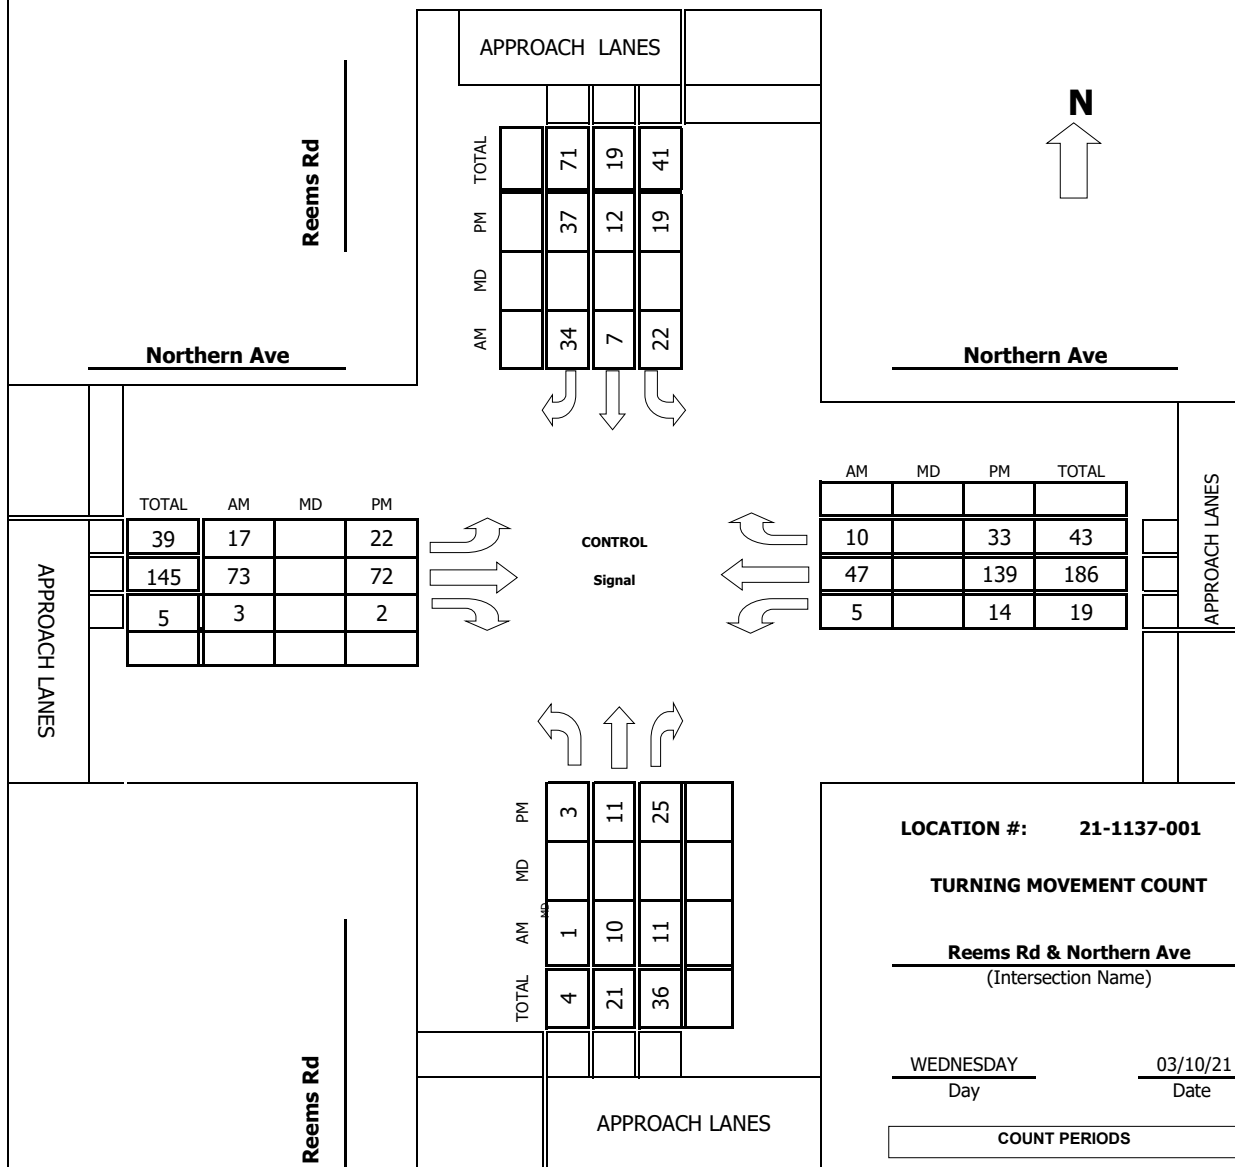 APPROACH LANES
N
Reems Rd
TOTAL 71 19 41
PM 37 12 19
MD
AM 34 7 22
Northern Ave
Northern Ave
AM MD PM TOTAL
10 33 43
47 139 186
5 14 19
APPROACH LANES
TOTAL AM MD PM
39 17 22
145 73 72
5 3 2
APPROACH LANES
CONTROL
Signal
PM 3 11 25
MD
MD
AM 1 10 11
TOTAL 4 21 36
Reems Rd
APPROACH LANES
LOCATION #: 21-1137-001
TURNING MOVEMENT COUNT
Reems Rd & Northern Ave
(Intersection Name)
WEDNESDAY 03/10/21
Day Date
COUNT PERIODS